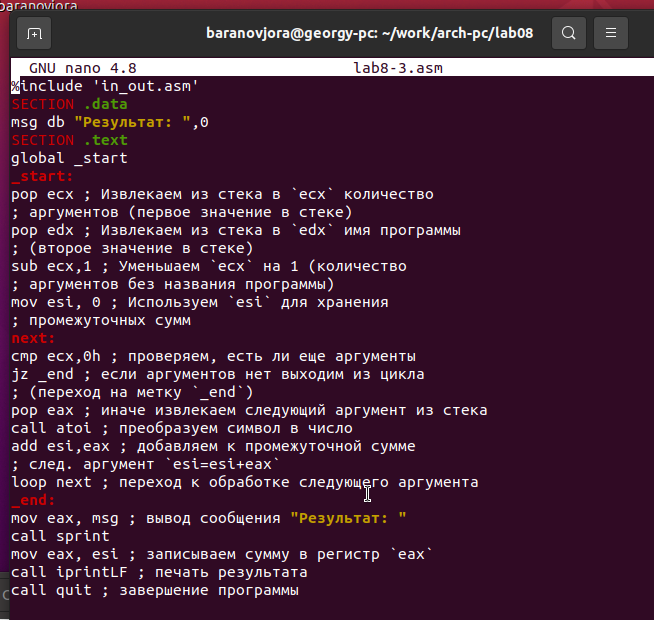 baranovjora
baranovjora@georgy-pc: ~/work/arch-pc/lab08
GNU nano 4.8 lab8-3.asm
%include 'in_out.asm'
SECTION .data
msg db "Результат: ",0
SECTION .text
global _start
_start:
pop ecx ; Извлекаем из стека в `ecx` количество
; аргументов (первое значение в стеке)
pop edx ; Извлекаем из стека в `edx` имя программы
; (второе значение в стеке)
sub ecx,1 ; Уменьшаем `ecx` на 1 (количество
; аргументов без названия программы)
mov esi, 0 ; Используем `esi` для хранения
; промежуточных сумм
next:
cmp ecx,0h ; проверяем, есть ли еще аргументы
jz _end ; если аргументов нет выходим из цикла
; (переход на метку `_end`)
pop eax ; иначе извлекаем следующий аргумент из стека
call atoi ; преобразуем символ в число
add esi,eax ; добавляем к промежуточной сумме
; след. аргумент `esi=esi+eax`
loop next ; переход к обработке следующего аргумента
_end:
mov eax, msg ; вывод сообщения "Результат: "
call sprint
mov eax, esi ; записываем сумму в регистр `eax`
call iprintLF ; печать результата
call quit ; завершение программы